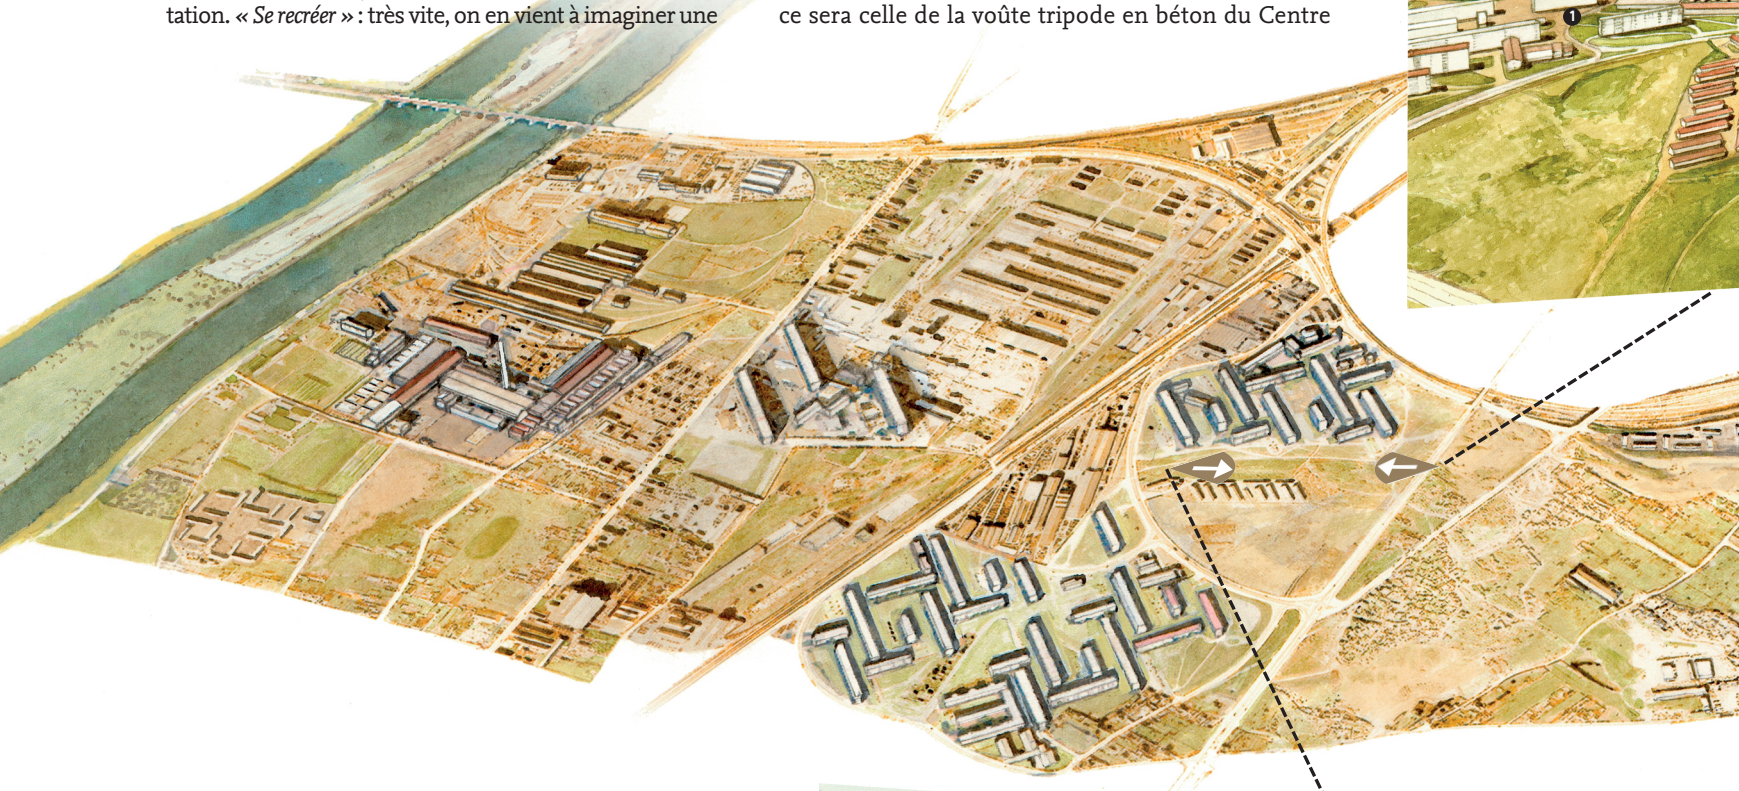 tation. « Se recréer » : très vite, on en vient à imaginer une
ce sera celle de la voûte tripode en béton du Centre
1